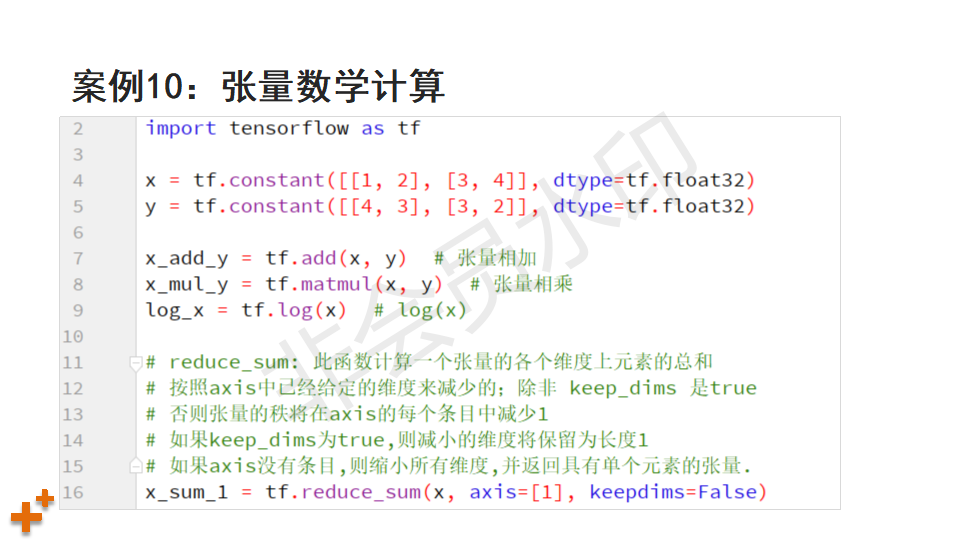 案例10：张量数学计算
2 import tensorflow as tf
3
4 x = tf.constant([[1, 2], [3, 4]], dtype=tf.float32)
5 y = tf.constant([[4, 3], [3, 2]], dtype=tf.float32)
6
7 x_add_y = tf.add(x, y)  # 张量相加
8 x_mul_y = tf.matmul(x, y)  # 张量相乘
9 log_x = tf.log(x)  # log(x)
10
11 # reduce_sum: 此函数计算一个张量的各个维度上元素的总和
12 # 按照axis中已经给定的维度来减少的；除非 keep_dims 是true
13 # 否则张量的秩将在axis的每个条目中减少1
14 # 如果keep_dims为true,则减小的维度将保留为长度1
15 # 如果axis没有条目,则缩小所有维度,并返回具有单个元素的张量.
16 x_sum_1 = tf.reduce_sum(x, axis=[1], keepdims=False)
非会员水印